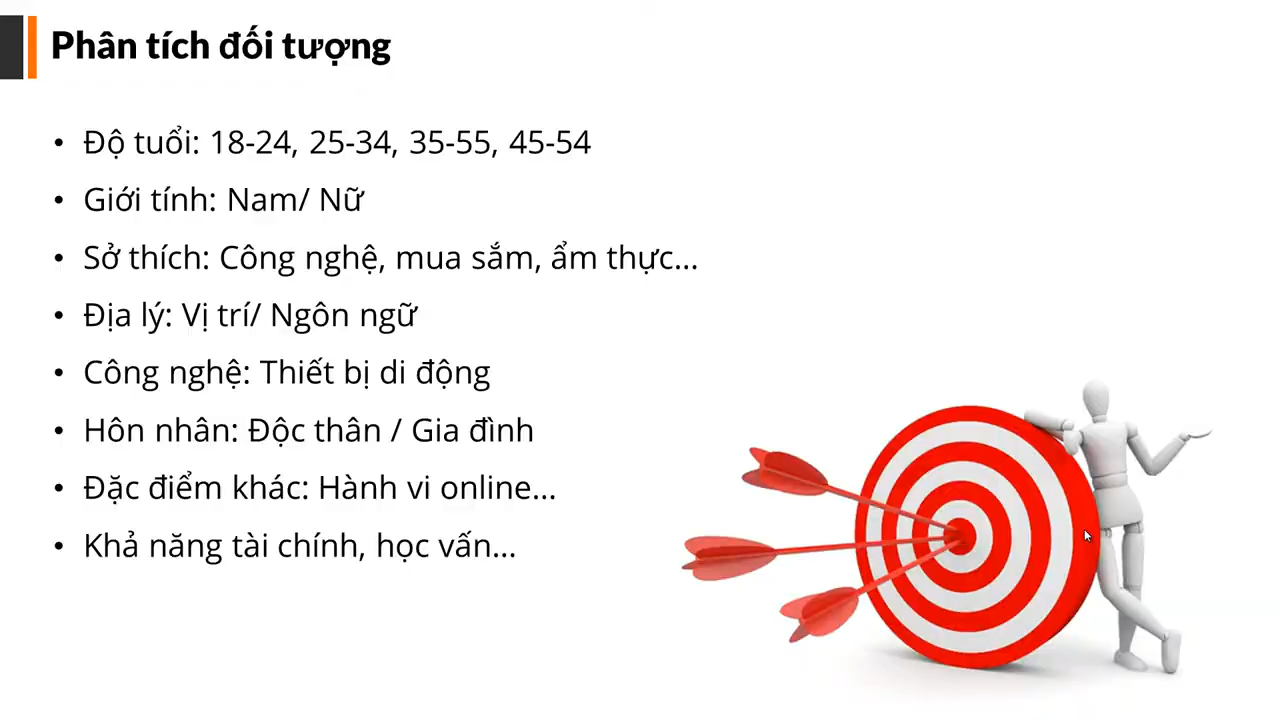 Phân tích đối tượng
• Độ tuổi: 18-24, 25-34, 35-55, 45-54
• Giới tính: Nam/ Nữ
• Sở thích: Công nghệ, mua sắm, ẩm thực...
• Địa lý: Vị trí/ Ngôn ngữ
• Công nghệ: Thiết bị di động
• Hôn nhân: Độc thân / Gia đình
• Đặc điểm khác: Hành vi online...
• Khả năng tài chính, học vấn...